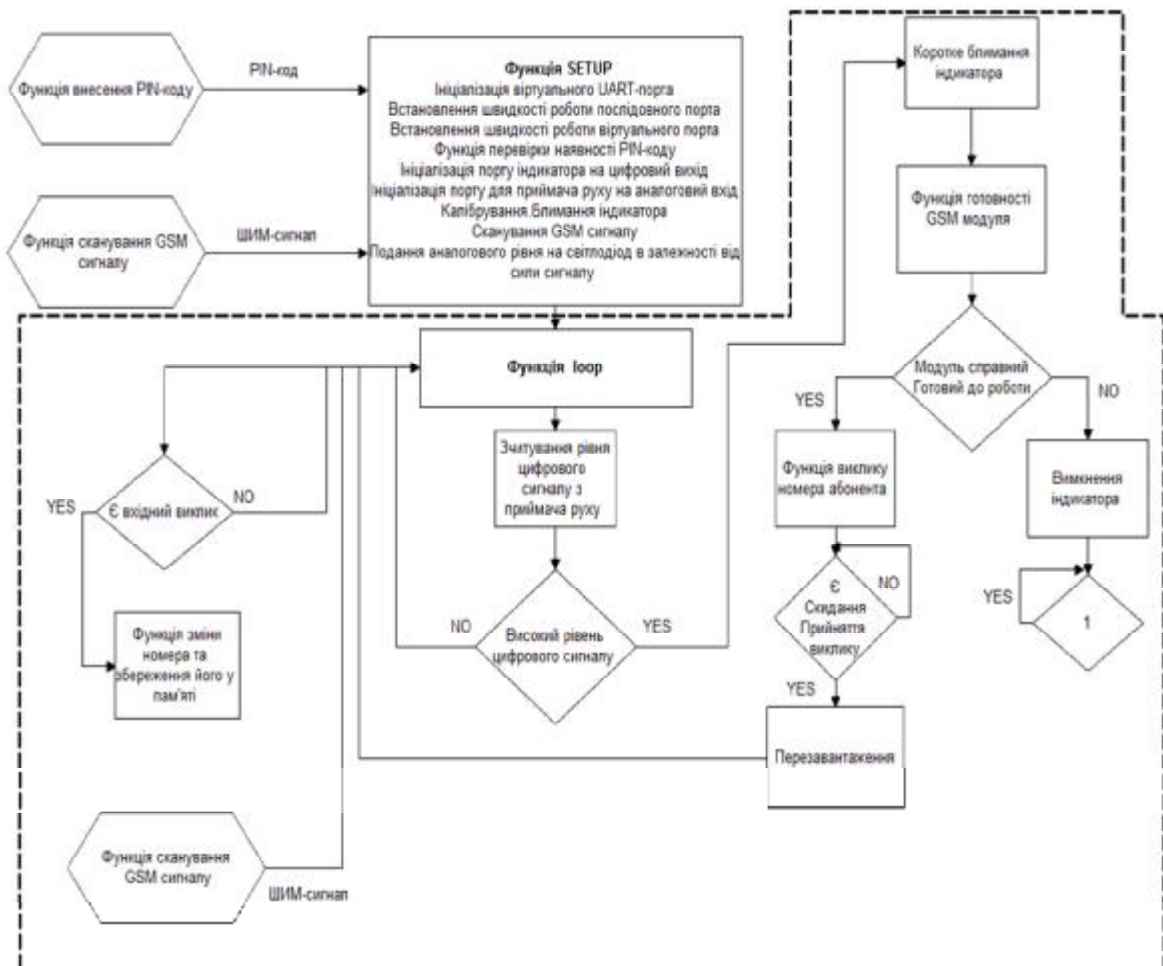 Функція внесення PIN-коду
PIN-код
Функція SETUP
Ініціалізація віртуального UART-порта
Встановлення швидкості роботи послідовного порта
Встановлення швидкості роботи віртуального порта
Функція перевірки наявності PIN-коду
Ініціалізація порту індикатора на цифровий вихід
Ініціалізація порту для приймача руху на аналоговий вхід
Калібрування.Блимання індикатора
Сканування GSM сигналу
Подання аналогового рівня на світлодіод в залежності від
сили сигналу
Функція сканування GSM
сигналу
ШИМ-сигнал
Коротке блимання
індикатора
Функція готовності
GSM модуля
Модуль справний
Готовий до роботи
YES
NO
Функція loop
Зчитування рівня
цифрового
сигналу з
приймача руху
Функція виклику
номера абонента
Вимкнення
індикатора
YES
Є вхідний виклик
NO
NO
Високий рівень
цифрового сигналу
YES
Є
Скидання
Прийняття
виклику
NO
YES
1
Функція зміни
номера та
збереження його у
пам'яті
YES
Перезавантаження
Функція сканування
GSM сигналу
ШИМ-сигнал